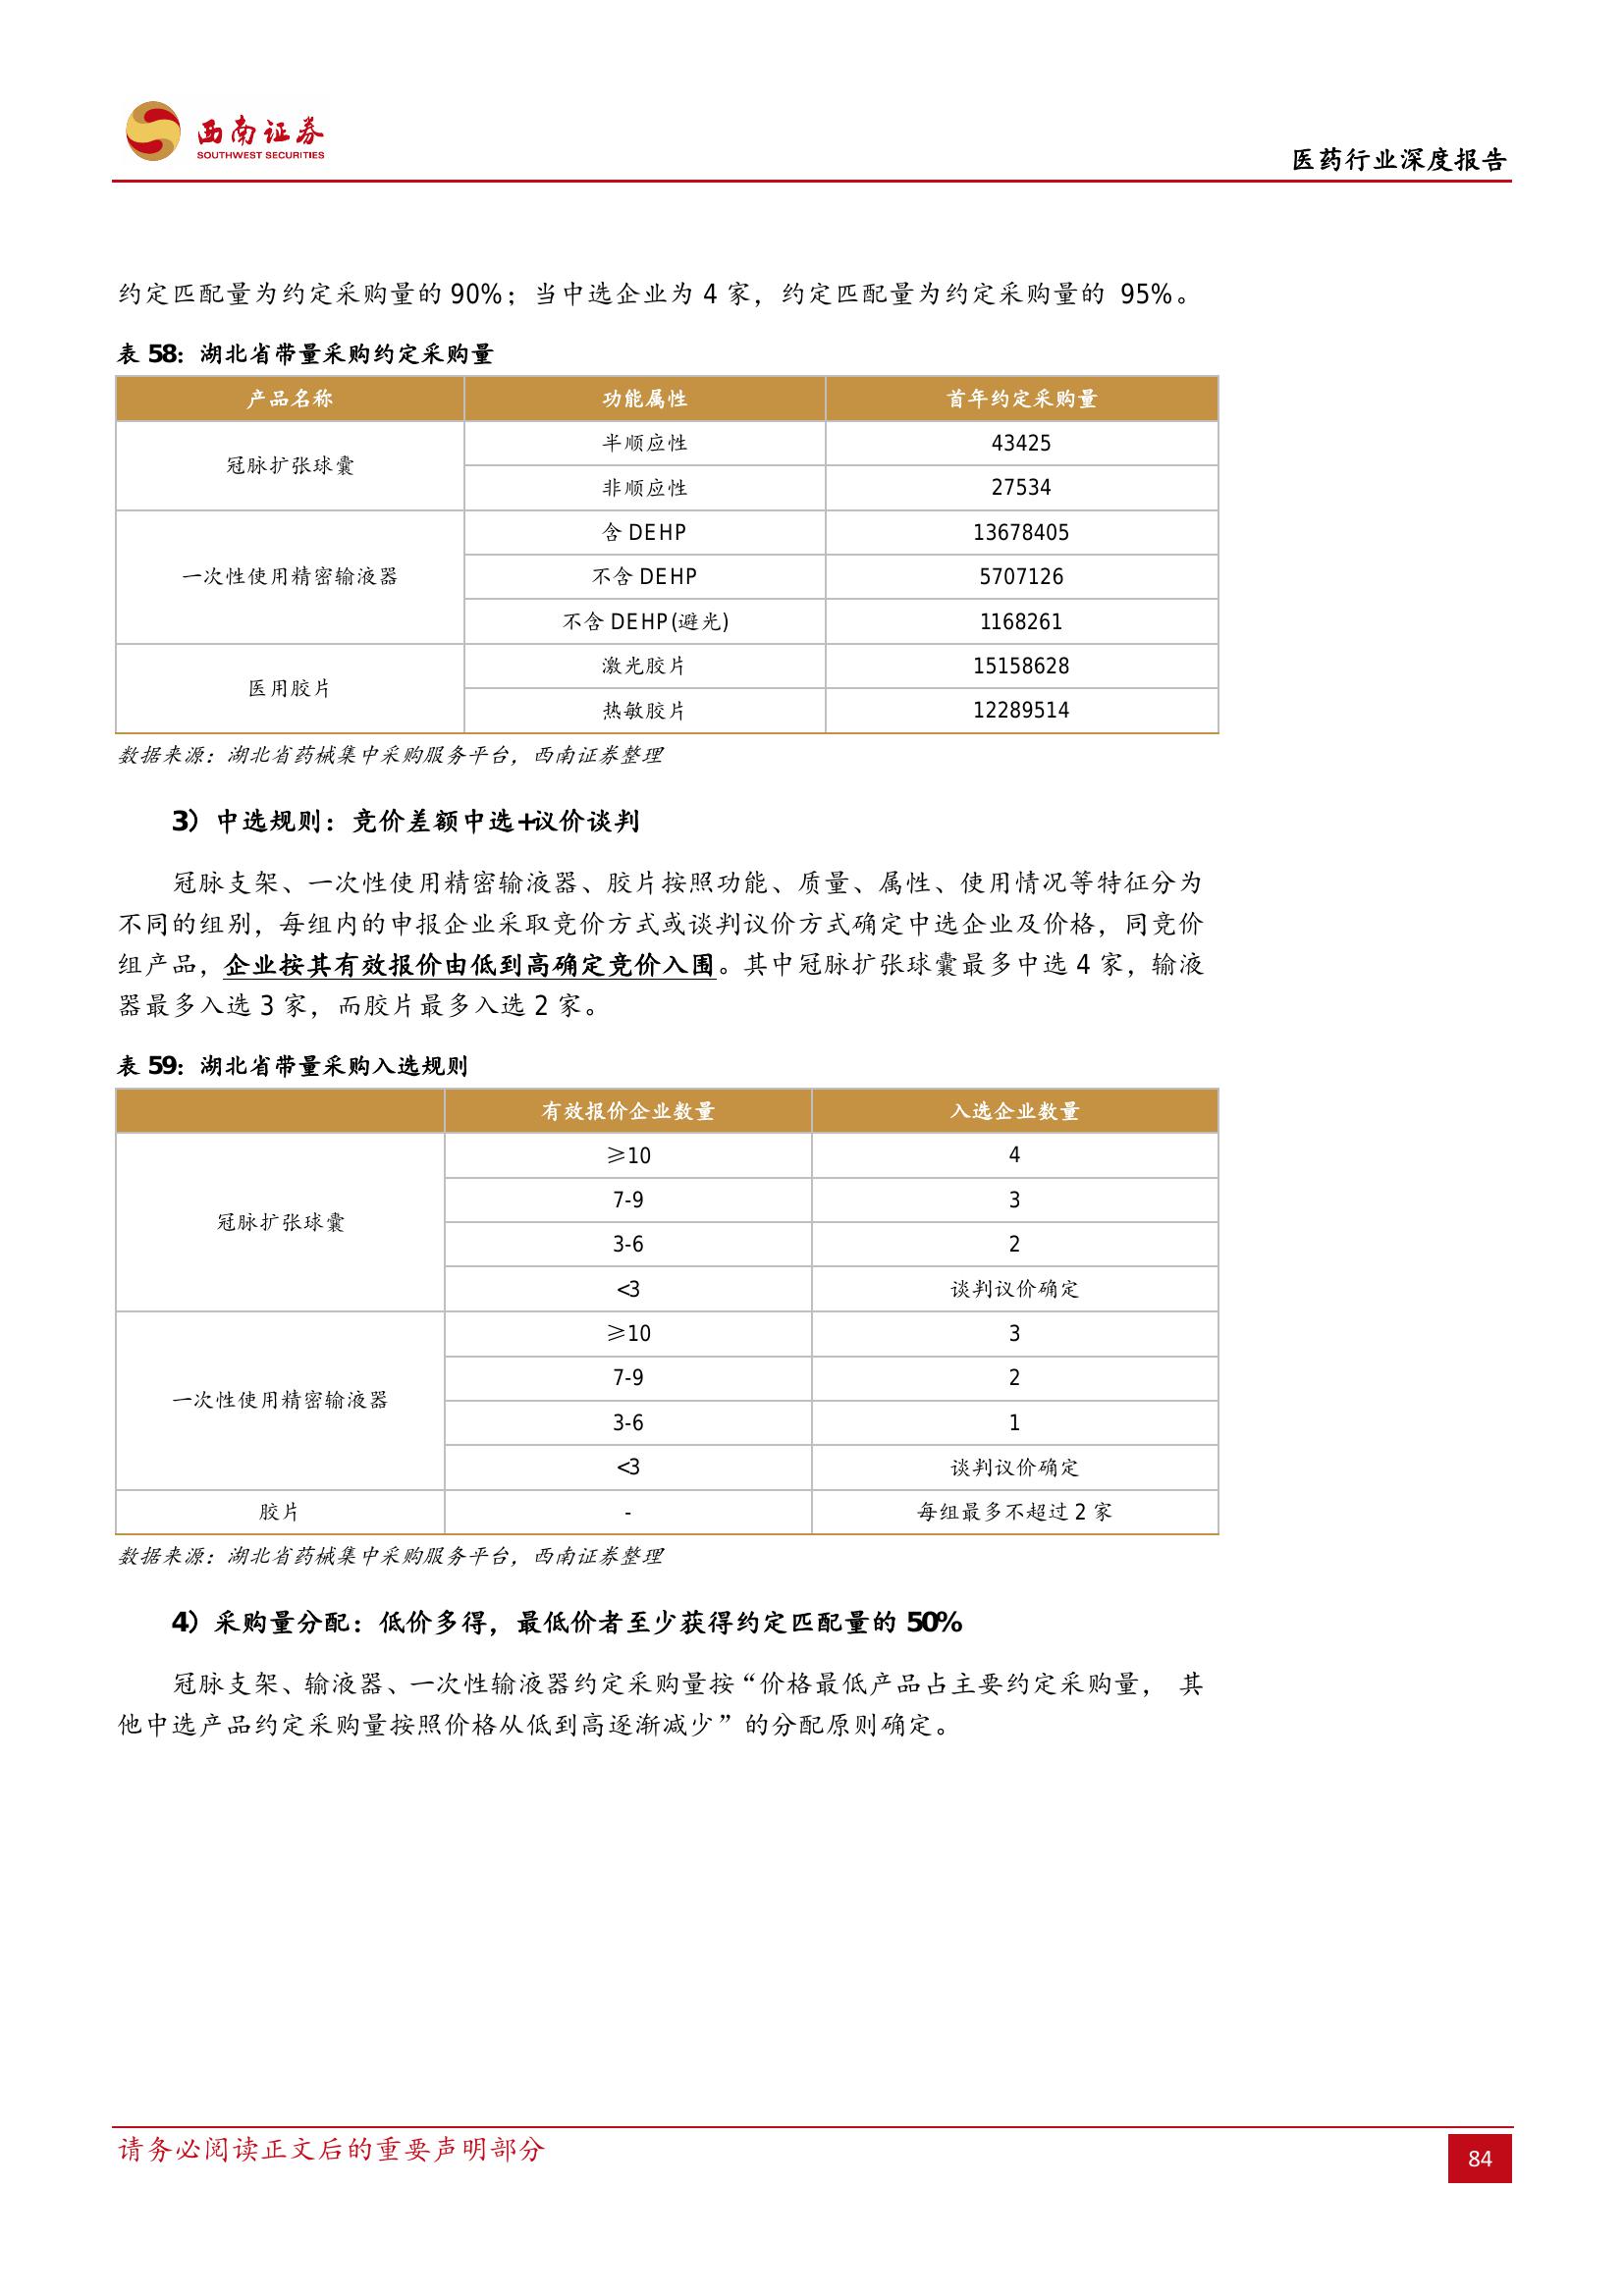 西南证券
SOUTHWEST SECURITIES
医药行业深度报告
约定匹配量为约定采购量的 90%；当中选企业为 4 家，约定匹配量为约定采购量的 95%。
表 58：湖北省带量采购约定采购量
产品名称 功能属性 首年约定采购量
冠脉扩张球囊 半顺应性 43425
非顺应性 27534
一次性使用精密输液器 含 DEHP 13678405
不含 DEHP 5707126
不含 DEHP(避光) 1168261
医用胶片 激光胶片 15158628
热敏胶片 12289514
数据来源：湖北省药械集中采购服务平台，西南证券整理
3）中选规则：竞价差额中选+议价谈判
冠脉支架、一次性使用精密输液器、胶片按照功能、质量、属性、使用情况等特征分为
不同的组别，每组内的申报企业采取竞价方式或谈判议价方式确定中选企业及价格，同竞价
组产品，企业按其有效报价由低到高确定竞价入围。其中冠脉扩张球囊最多中选 4 家，输液
器最多入选 3 家，而胶片最多入选 2 家。
表 59：湖北省带量采购入选规则
有效报价企业数量 入选企业数量
冠脉扩张球囊 ≥10 4
7-9 3
3-6 2
<3 谈判议价确定
一次性使用精密输液器 ≥10 3
7-9 2
3-6 1
<3 谈判议价确定
胶片 - 每组最多不超过 2 家
数据来源：湖北省药械集中采购服务平台，西南证券整理
4）采购量分配：低价多得，最低价者至少获得约定匹配量的 50%
冠脉支架、输液器、一次性输液器约定采购量按“价格最低产品占主要约定采购量， 其
他中选产品约定采购量按照价格从低到高逐渐减少”的分配原则确定。
请务必阅读正文后的重要声明部分
84